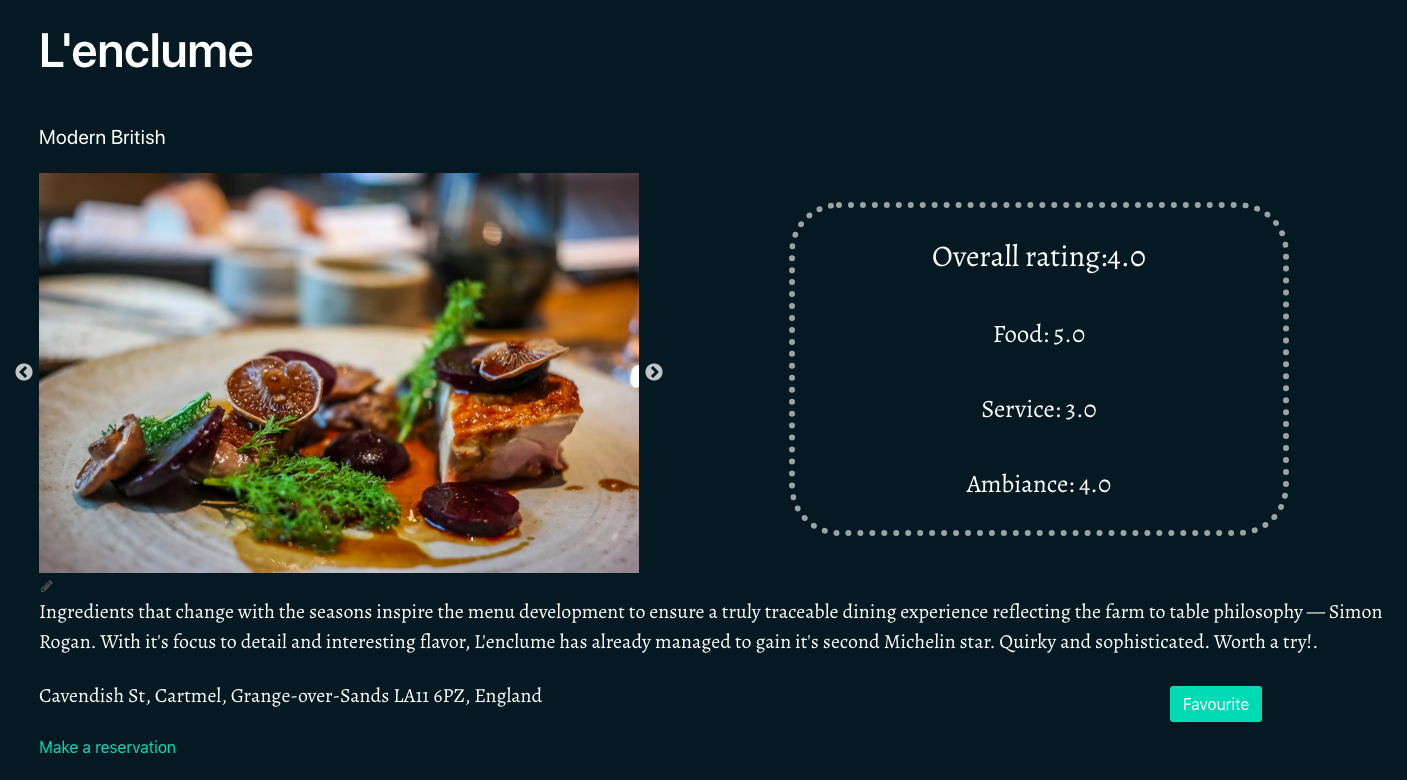 L'enclume
Modern British
Overall rating:4.0
Food: 5.0
Service: 3.0
Ambiance: 4.0
Ingredients that change with the seasons inspire the menu development to ensure a truly traceable dining experience reflecting the farm to table philosophy — Simon
Rogan. With it's focus to detail and interesting flavor, L'enclume has already managed to gain it's second Michelin star. Quirky and sophisticated. Worth a try!.
Cavendish St, Cartmel, Grange-over-Sands LA11 6PZ, England
Favourite
Make a reservation